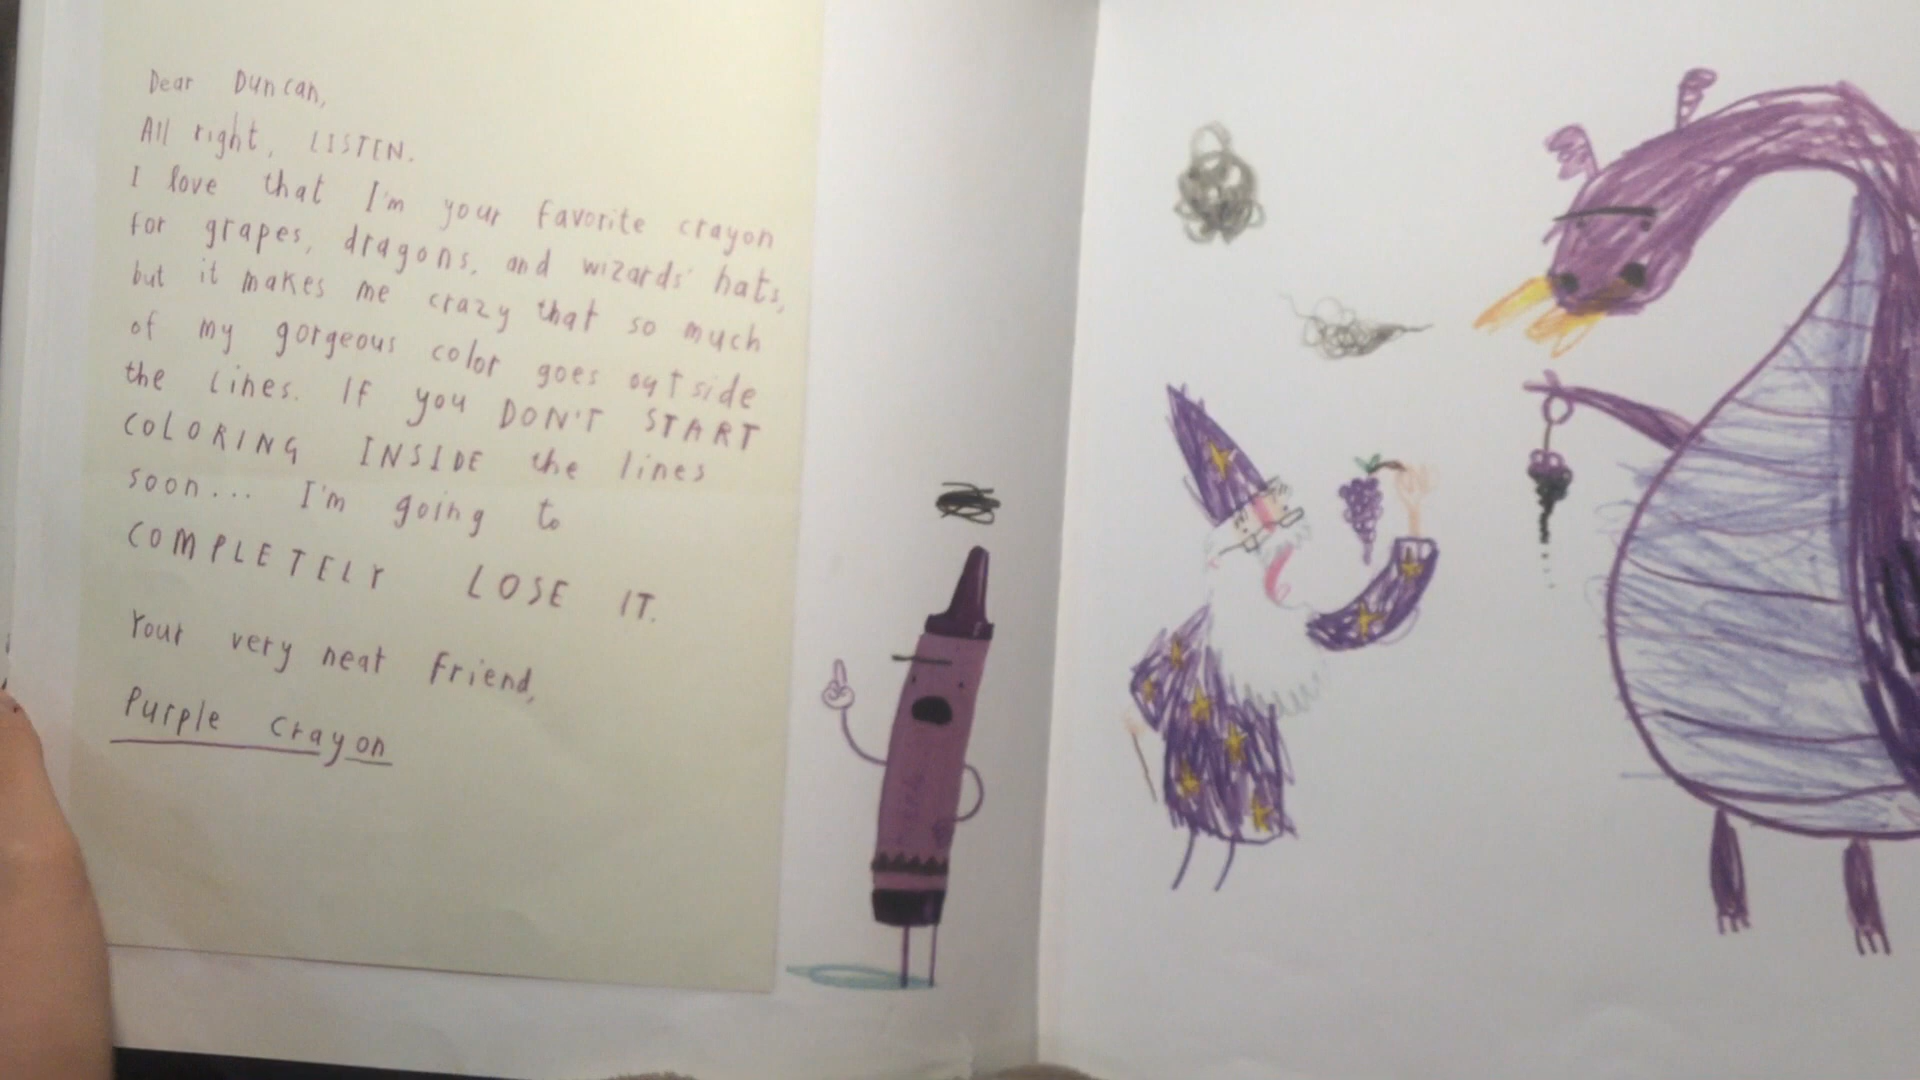 Dear Duncan,
All right, LISTEN.
I love that I'm your favorite crayon
for grapes, dragons, and wizards' hats,
but it makes me crazy that so much
of my gorgeous color goes outside
the lines. If you DON'T START
COLORING INSIDE the lines
soon... I'm going to
COMPLETELY LOSE IT.
Your very neat friend,
Purple Crayon